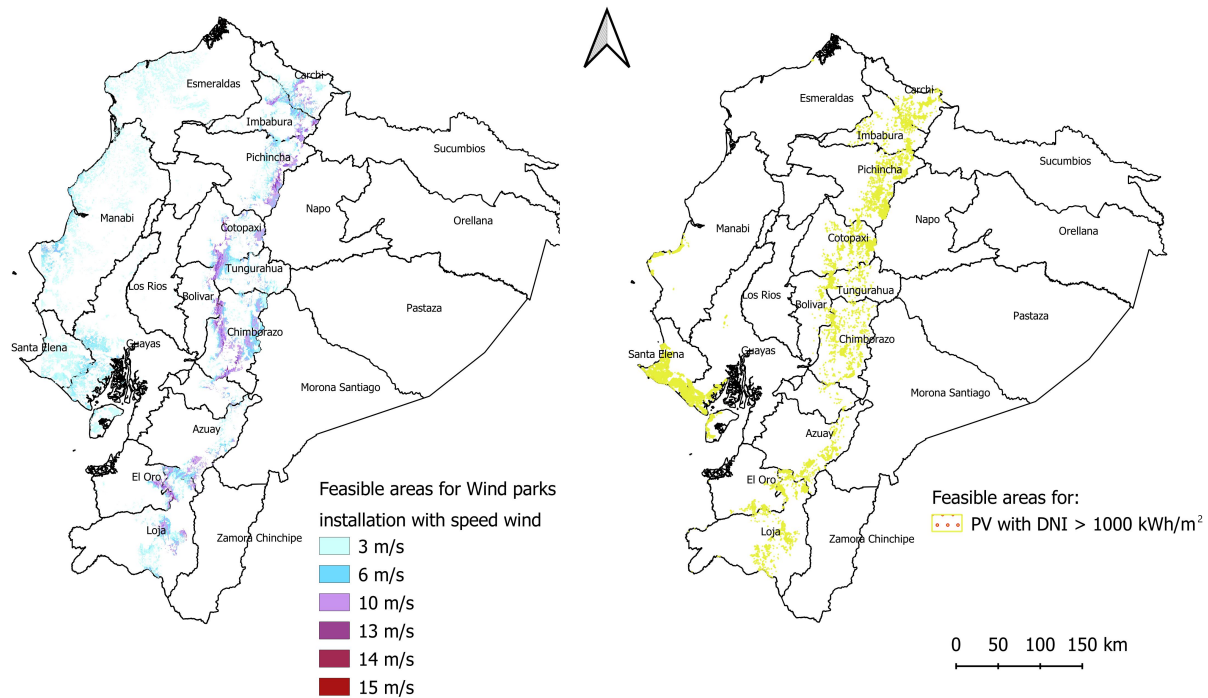 Carchi
Esmeraldas
Imbabura
Pichincha
Sucumbios
Napo
Manabi
Orellana
Cotopaxi
Tungurahua
Los Rios
Bolivar
Pastaza
Chimborazo
Santa Elena
Guayas
Morona Santiago
Azuay
El Oro
Loja
Zamora Chinchipe
Feasible areas for Wind parks
installation with speed wind
3 m/s
6 m/s
10 m/s
13 m/s
14 m/s
15 m/s
Carchi
Esmeraldas
Imbabura
Pichincha
Sucumbios
Napo
Manabi
Orellana
Cotopaxi
Tungurahua
Los Rios
Bolivar
Pastaza
Chimborazo
Santa Elena
Guayas
Morona Santiago
Azuay
El Oro
Loja
Zamora Chinchipe
Feasible areas for:
PV with DNI > 1000 kWh/m²
0 50 100 150 km